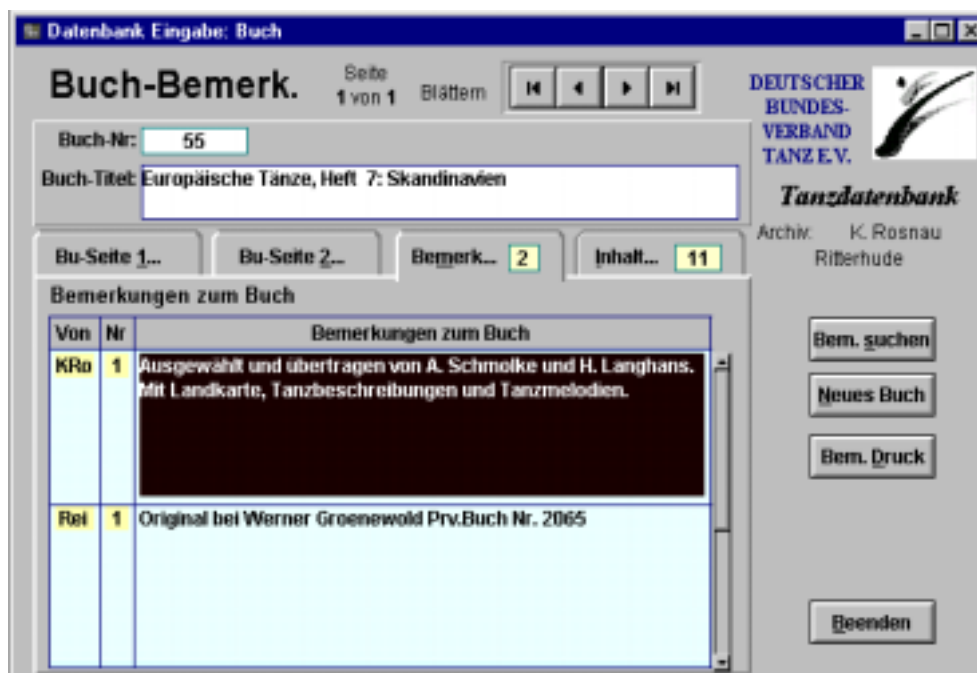 Datenbank Eingabe: Buch
Buch-Bemerk.
Seite
1 von 1
Blättern
DEUTSCHER
BUNDES-
VERBAND
TANZ E.V.
Tanzdatenbank
Archiv: K. Rosnau
Ritterhude
Buch-Nr: 55
Buch-Titel: Europäische Tänze, Heft 7: Skandinavien
Bu-Seite 1... Bu-Seite 2... Bemerk... 2 Inhalt... 11
Bemerkungen zum Buch
Von Nr Bemerkungen zum Buch
KRo 1 Ausgewählt und übertragen von A. Schmolke und H. Langhans.
Mit Landkarte, Tanzbeschreibungen und Tanzmelodien.
Rei 1 Original bei Werner Groenewold Prv.Buch Nr. 2065
Bem. suchen
Neues Buch
Bem. Druck
Beenden